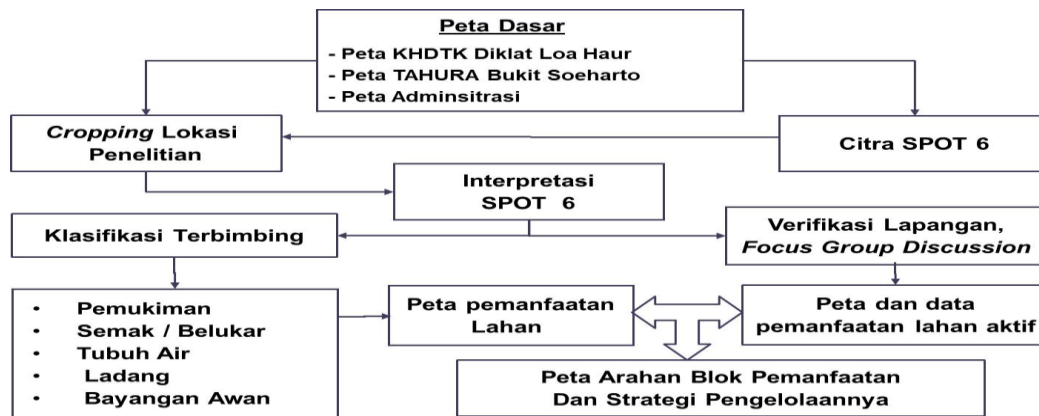 Peta Dasar
- Peta KHDTK Diklat Loa Haur
- Peta TAHURA Bukit Soeharto
- Peta Adminsitrasi
Cropping Lokasi
Penelitian
Citra SPOT 6
Interpretasi
SPOT 6
Klasifikasi Terbimbing
Verifikasi Lapangan,
Focus Group Discussion
• Pemukiman
• Semak / Belukar
• Tubuh Air
• Ladang
• Bayangan Awan
Peta pemanfaatan
Lahan
Peta dan data
pemanfaatan lahan aktif
Peta Arahan Blok Pemanfaatan
Dan Strategi Pengelolaannya